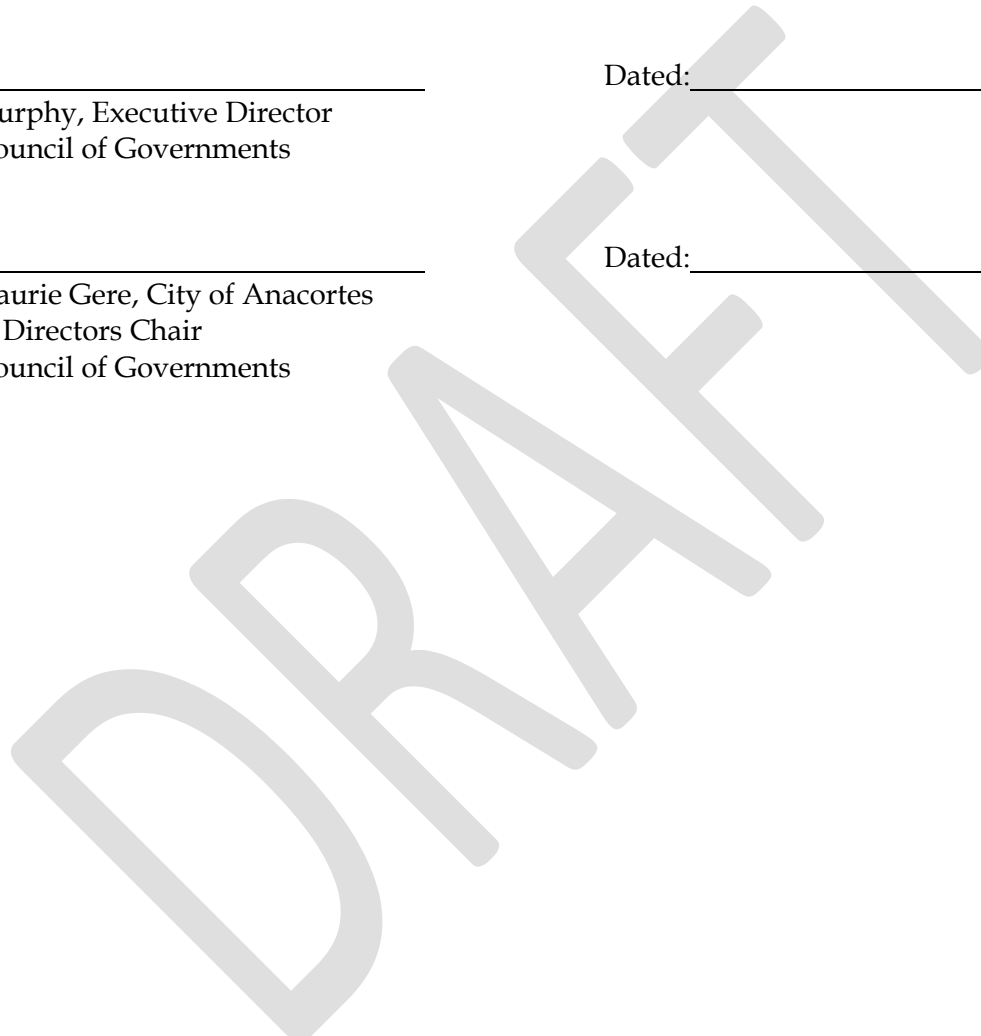 Dated:
urphy, Executive Director
ouncil of Governments
Dated:
aurie Gere, City of Anacortes
Directors Chair
ouncil of Governments
DRAFT